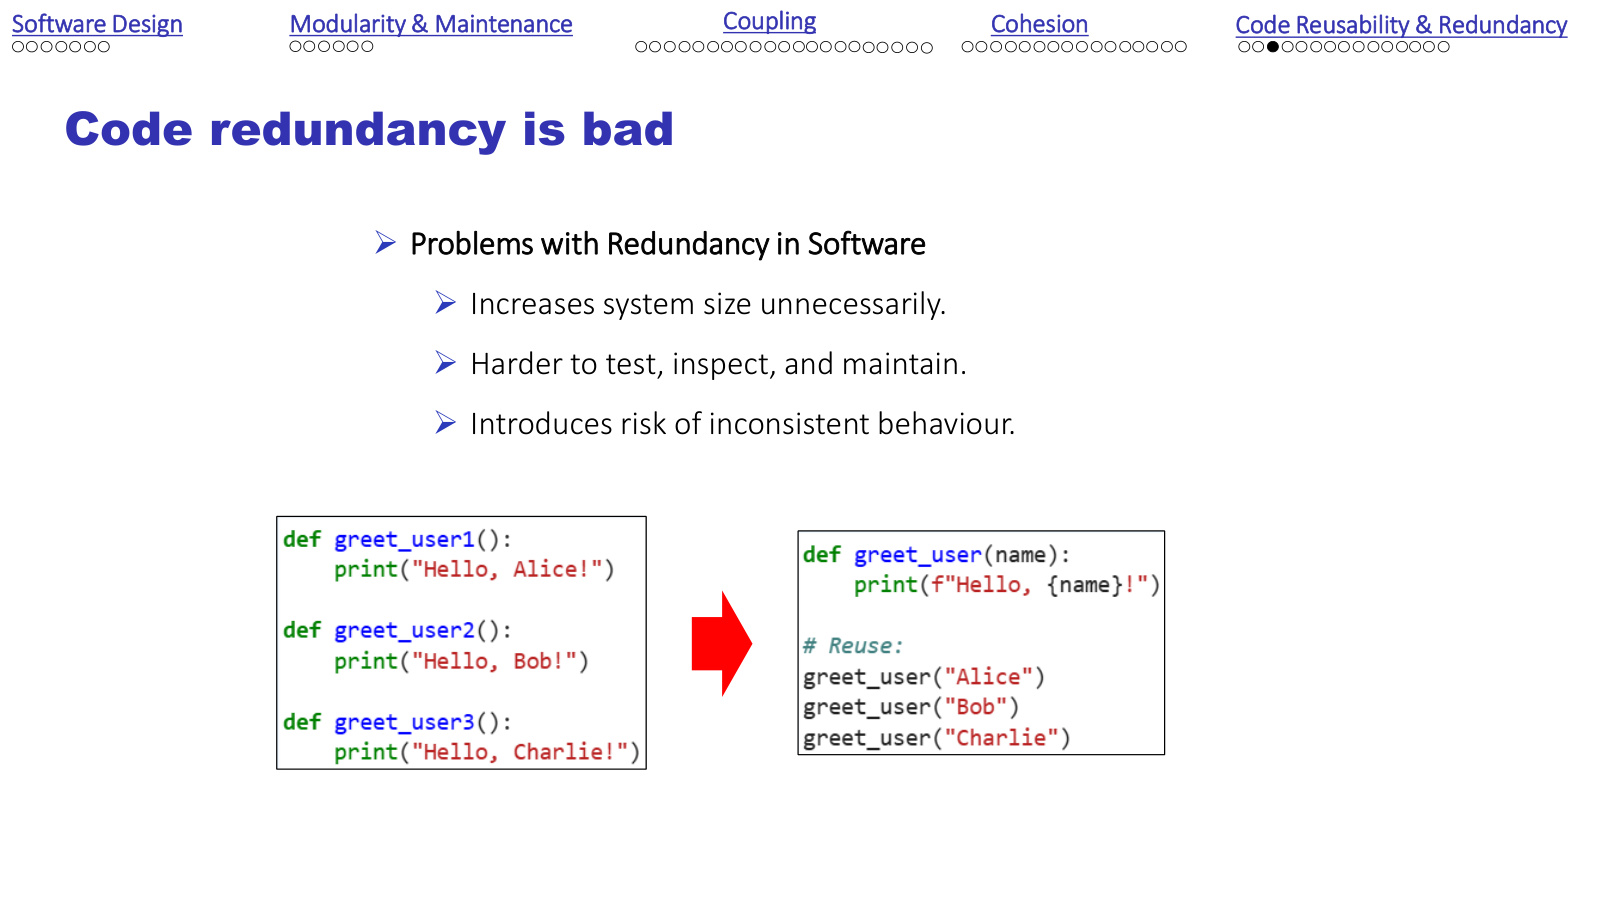 Software Design
Modularity & Maintenance
Coupling
Cohesion
Code Reusability & Redundancy
Code redundancy is bad
Problems with Redundancy in Software
Increases system size unnecessarily.
Harder to test, inspect, and maintain.
Introduces risk of inconsistent behaviour.
def greet_user1():
    print("Hello, Alice!")
def greet_user2():
    print("Hello, Bob!")
def greet_user3():
    print("Hello, Charlie!")
def greet_user(name):
    print(f"Hello, {name}!")
# Reuse:
greet_user("Alice")
greet_user("Bob")
greet_user("Charlie")